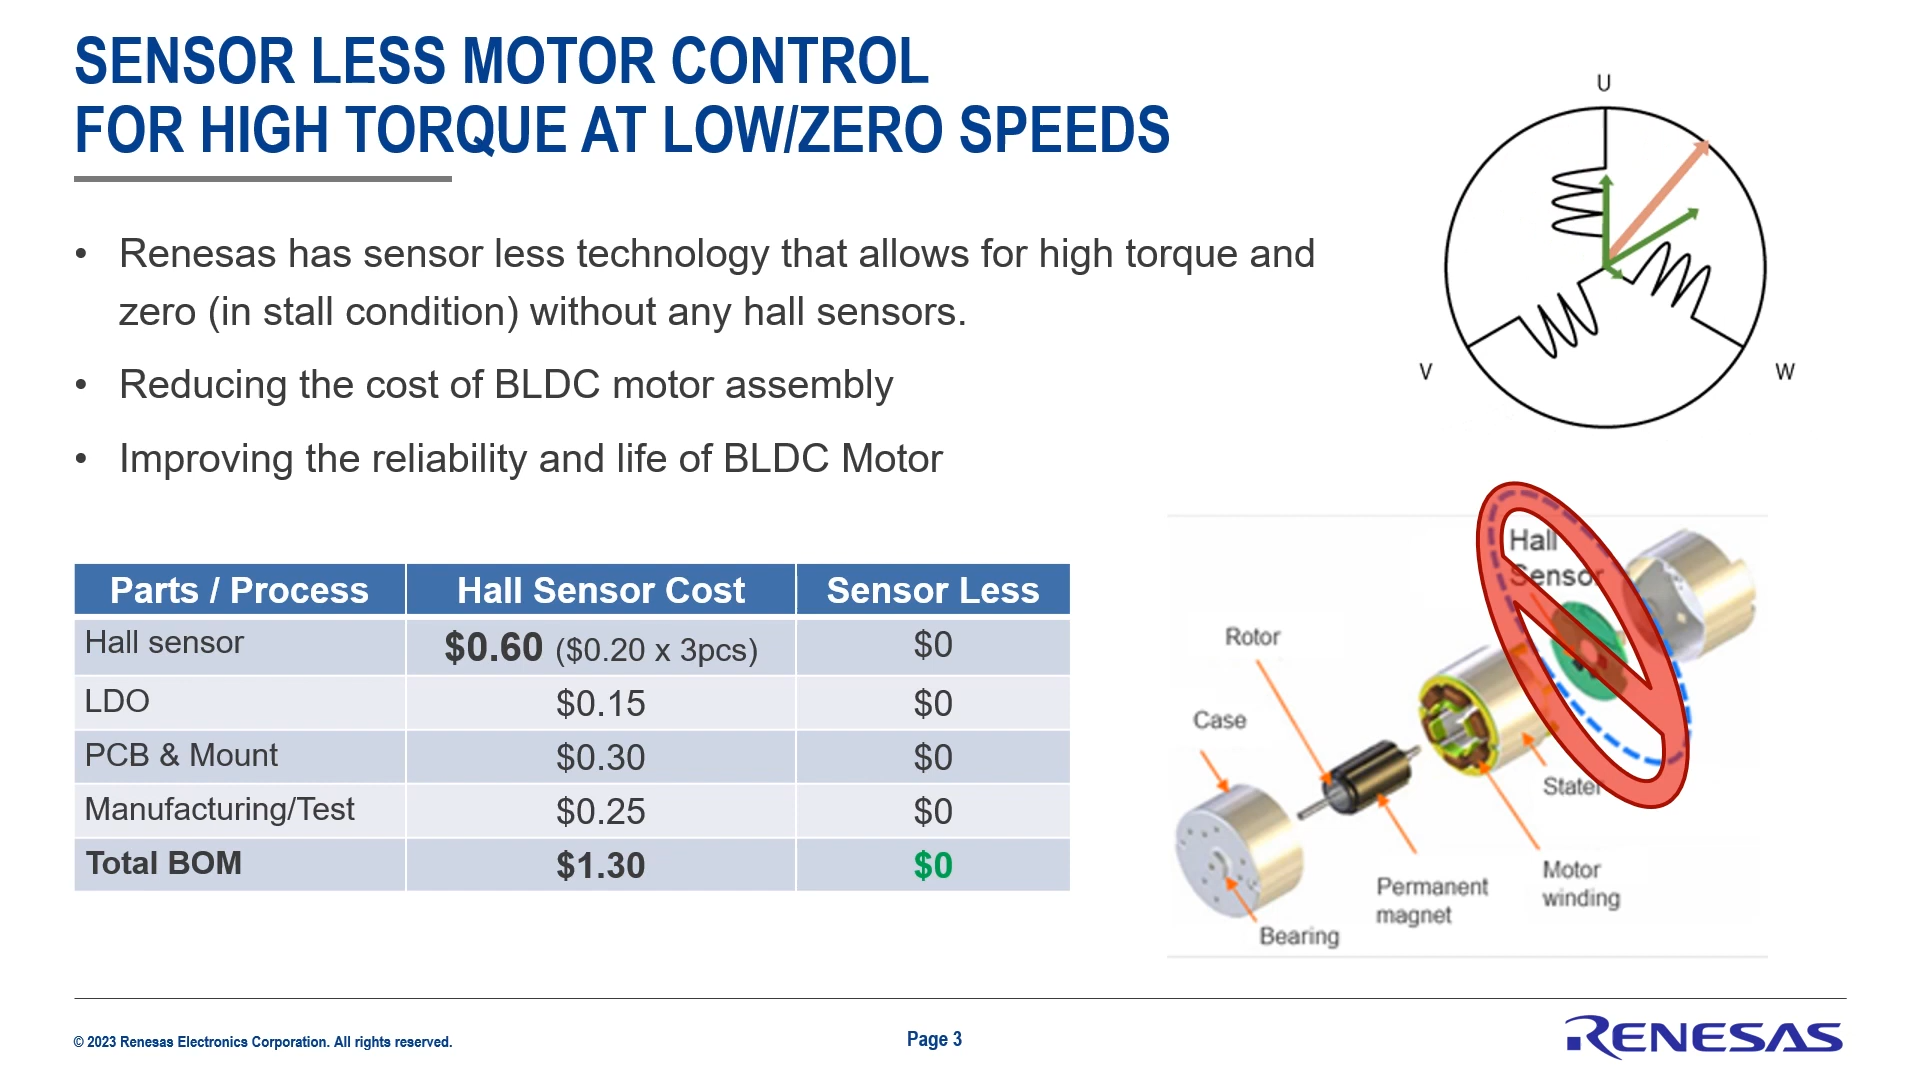 SENSOR LESS MOTOR CONTROL
FOR HIGH TORQUE AT LOW/ZERO SPEEDS
• Renesas has sensor less technology that allows for high torque and
zero (in stall condition) without any hall sensors.
• Reducing the cost of BLDC motor assembly
• Improving the reliability and life of BLDC Motor
U
V
W
Parts / Process Hall Sensor Cost Sensor Less
Hall sensor $0.60 ($0.20 x 3pcs) $0
LDO $0.15 $0
PCB & Mount $0.30 $0
Manufacturing/Test $0.25 $0
Total BOM $1.30 $0
Hall
Sensor
Rotor
Case
Stater
Motor
winding
Permanent
magnet
Bearing
© 2023 Renesas Electronics Corporation. All rights reserved.
Page 3
RENESAS